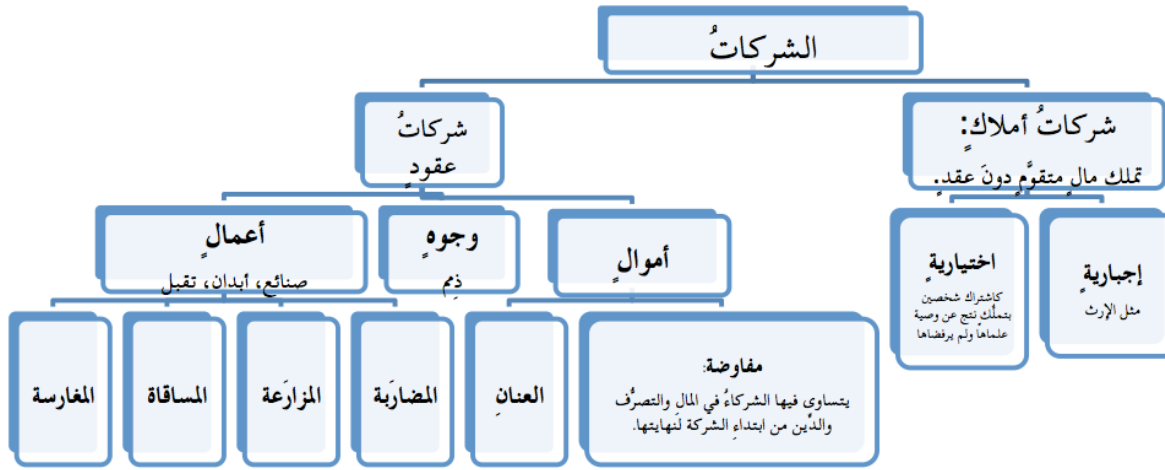 الشركاتُ
شركاتُ أملاكٍ:
تملك مالٍ متقوَّمٍ دونَ عقدٍ.
إجباريةٍ
مثل الإرث
اختياريةٍ
كاشتراك شخصين
بتملُّكٍ نتج عن وصية
علماها ولم يرفضاها
شركاتُ
عقودٍ
أموالٍ
مفاوضة:
يتساوى فيها الشركاءُ في المالِ والتصرُّف
والدَّين من ابتداءِ الشركة لنهايتها.
العنانِ
وجوهٍ
ذِمم
أعمالٍ
صنائع، أبدان، تقبل
المضارَبة
المزارَعة
المساقاة
المغارسة